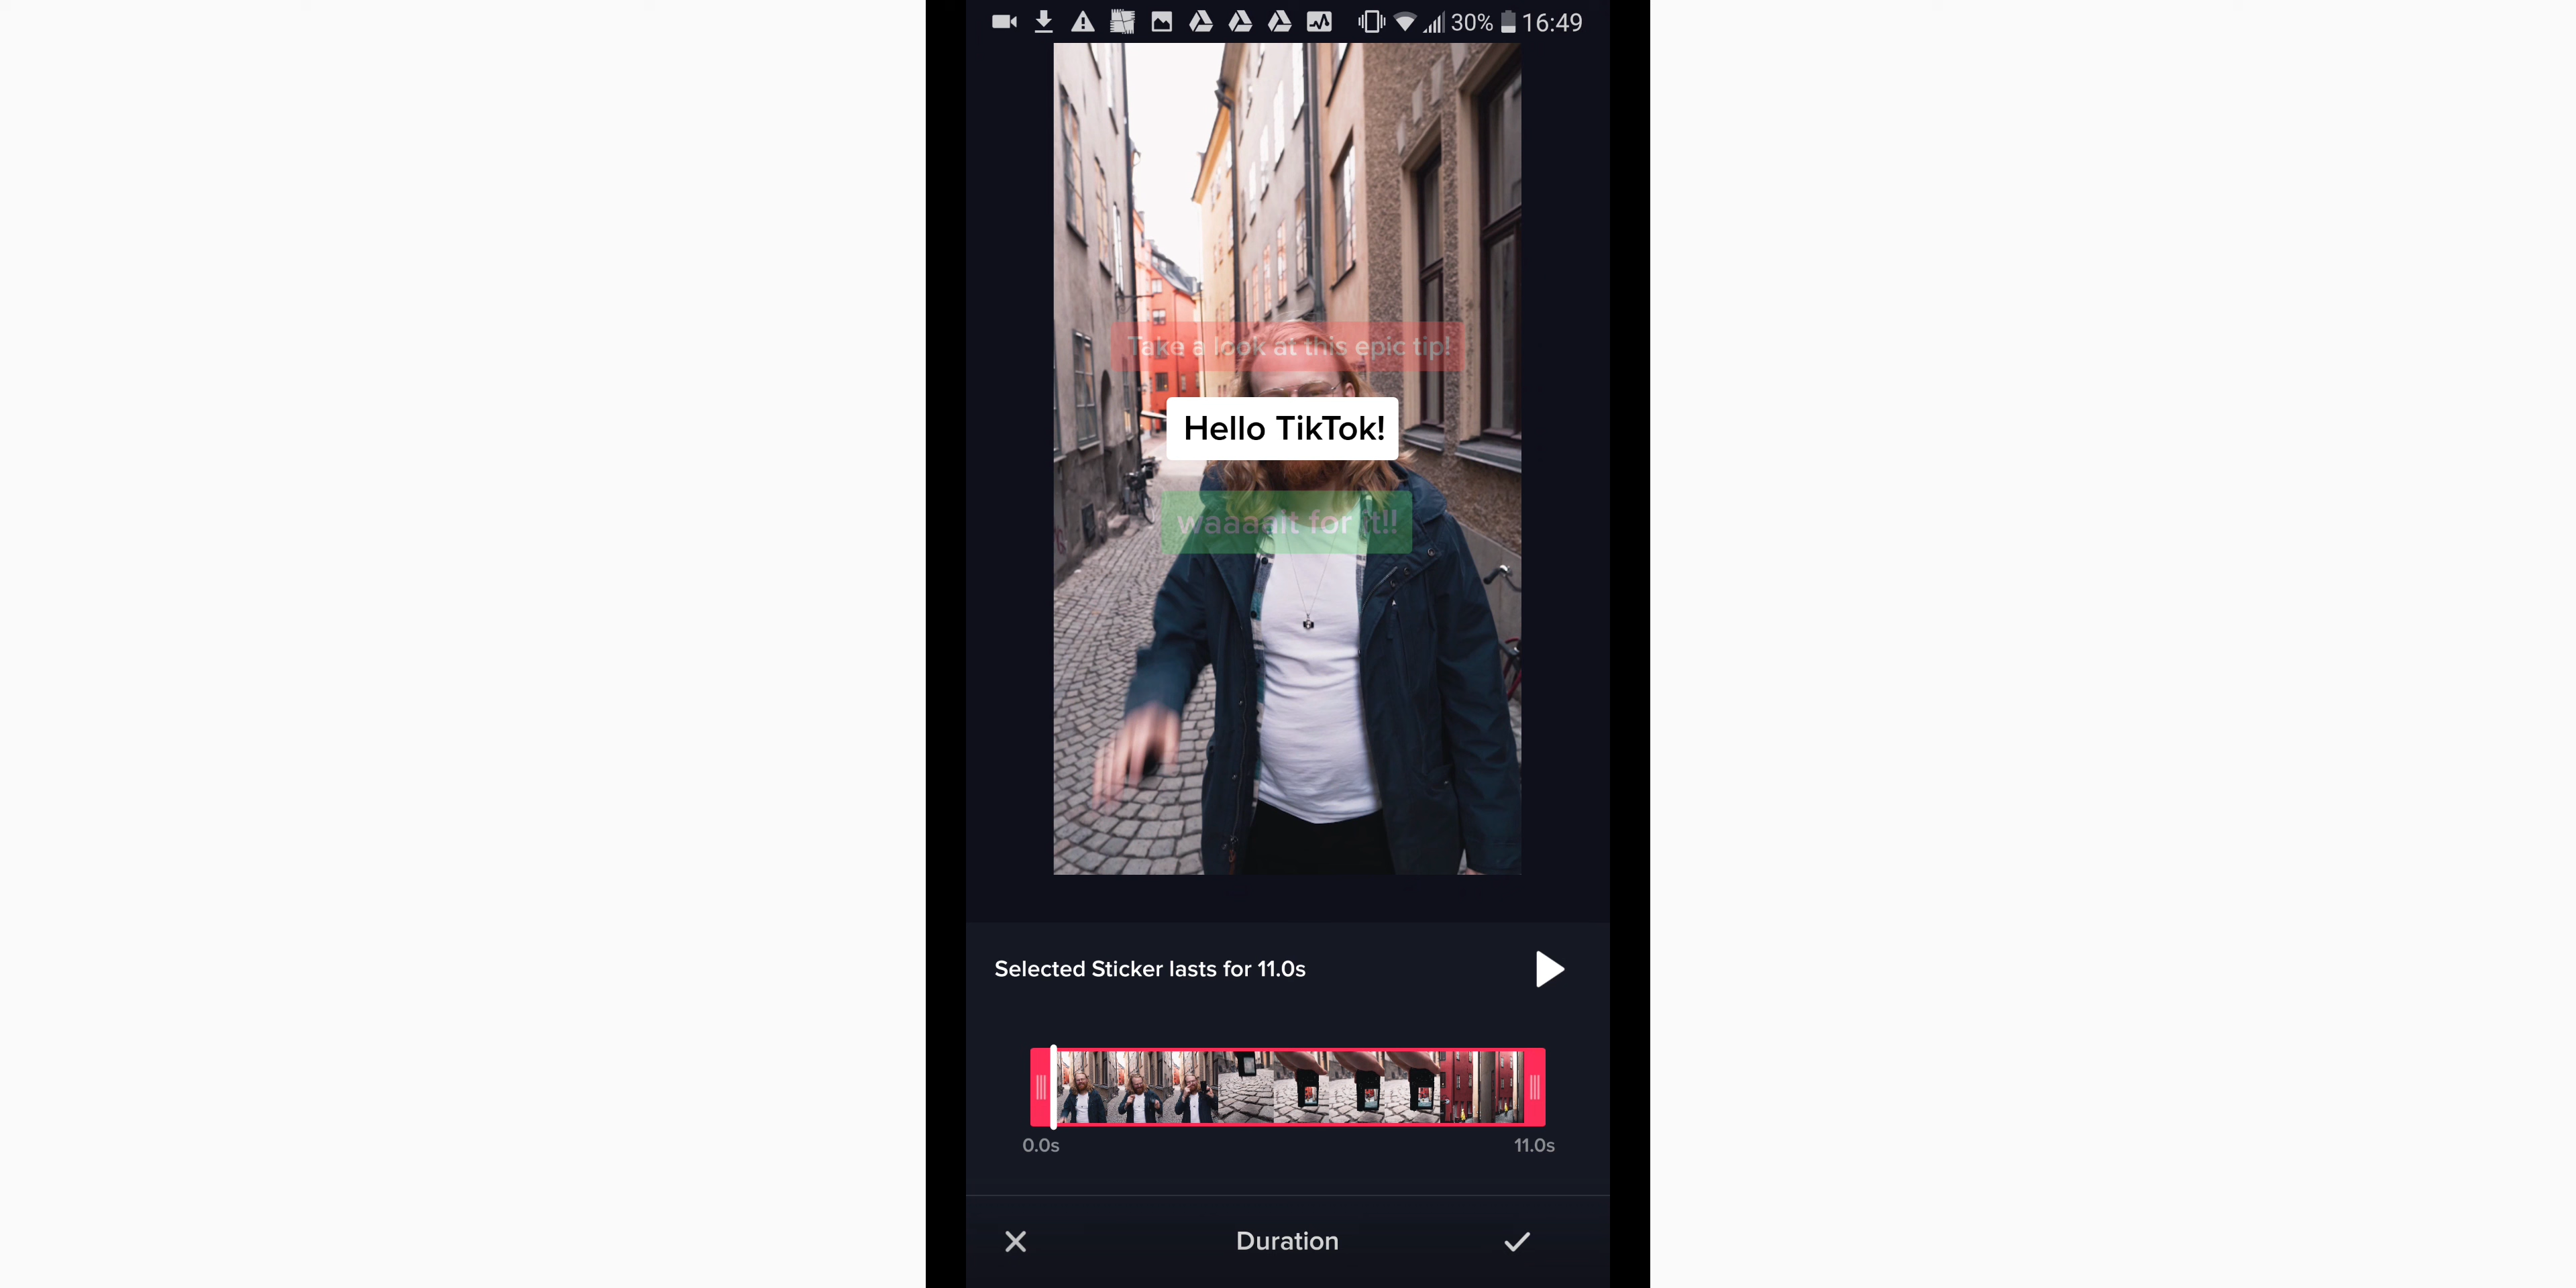 30% 16:49
Take a look at this epic tip!
Hello TikTok!
waaaait for it!!
Selected Sticker lasts for 11.0s
0.0s 11.0s
Duration